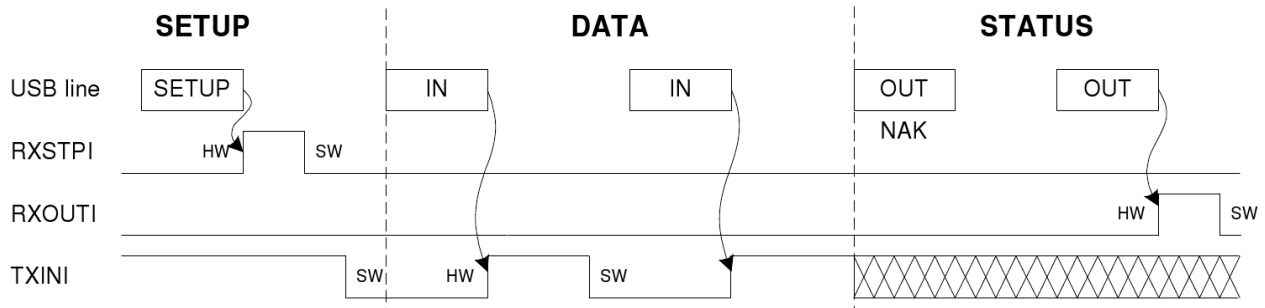 SETUP DATA STATUS
USB line SETUP IN IN OUT OUT
NAK
RXSTPI HW SW
RXOUTI HW SW
TXINI SW HW SW